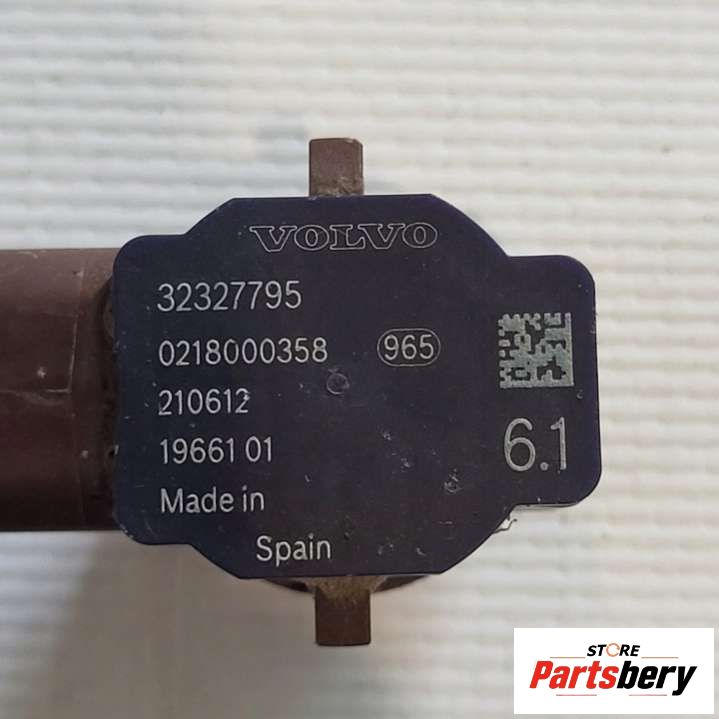 VOLVO
32327795
0218000358 965
210612
19661 01
6.1
Made in
Spain
STORE
Partsbery